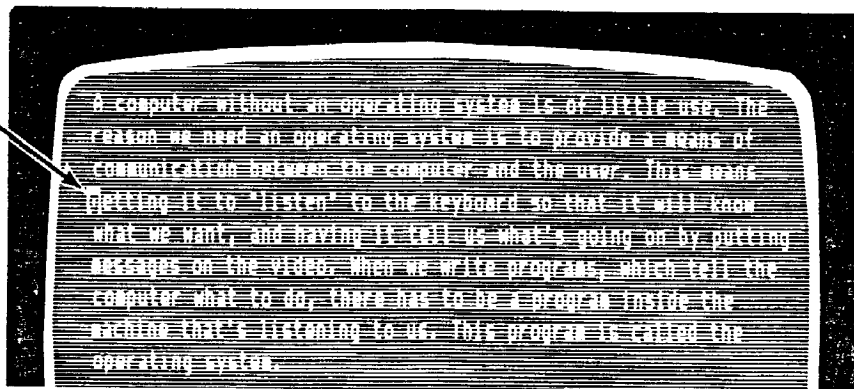 A computer without an operating system is of little use. The
reason we need an operating system is to provide a means of
communication between the computer and the user. This means
getting it to "listen" to the keyboard so that it will know
what we want, and having it tell us what's going on by putting
messages on the video. When we write programs, which tell the
computer what to do, there has to be a program inside the
machine that's listening to us. This program is called the
operating system.